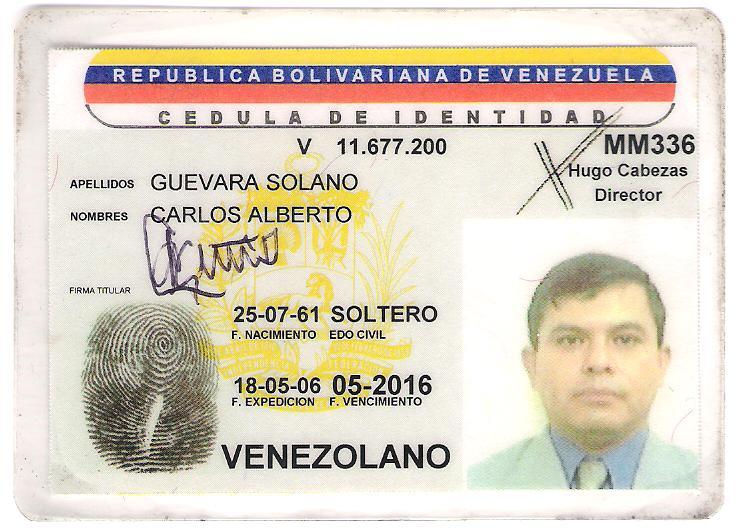 REPUBLICA BOLIVARIANA DE VENEZUELA
CEDULA DE IDENTIDAD
V 11.677.200
MM336
Hugo Cabezas
Director
APELLIDOS GUEVARA SOLANO
NOMBRES CARLOS ALBERTO
FIRMA TITULAR
25-07-61 SOLTERO
F. NACIMIENTO EDO CIVIL
18-05-06 05-2016
F. EXPEDICION F. VENCIMIENTO
VENEZOLANO